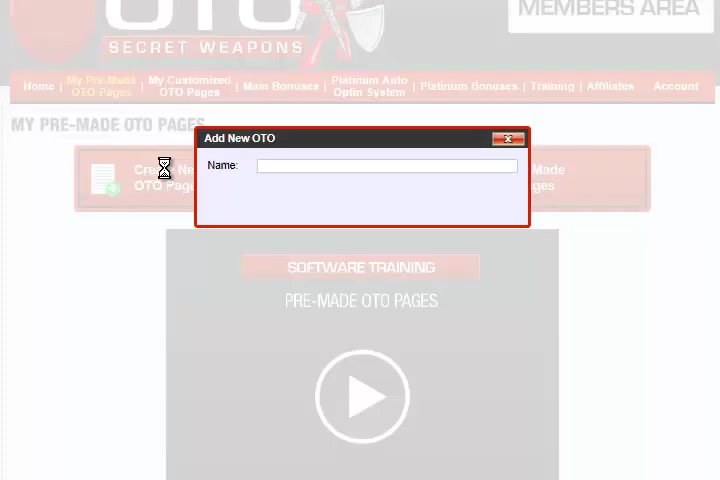 OTO
MEMBERS AREA
SECRET WEAPONS
Home | My Pre-Made OTO Pages | My Customized OTO Pages | Main Bonuses | Platinum Auto Optin System | Platinum Bonuses | Training | Affiliates | Account
MY PRE-MADE OTO PAGES
Add New OTO
x
Name:
Made
OTO
ages
SOFTWARE TRAINING
PRE-MADE OTO PAGES